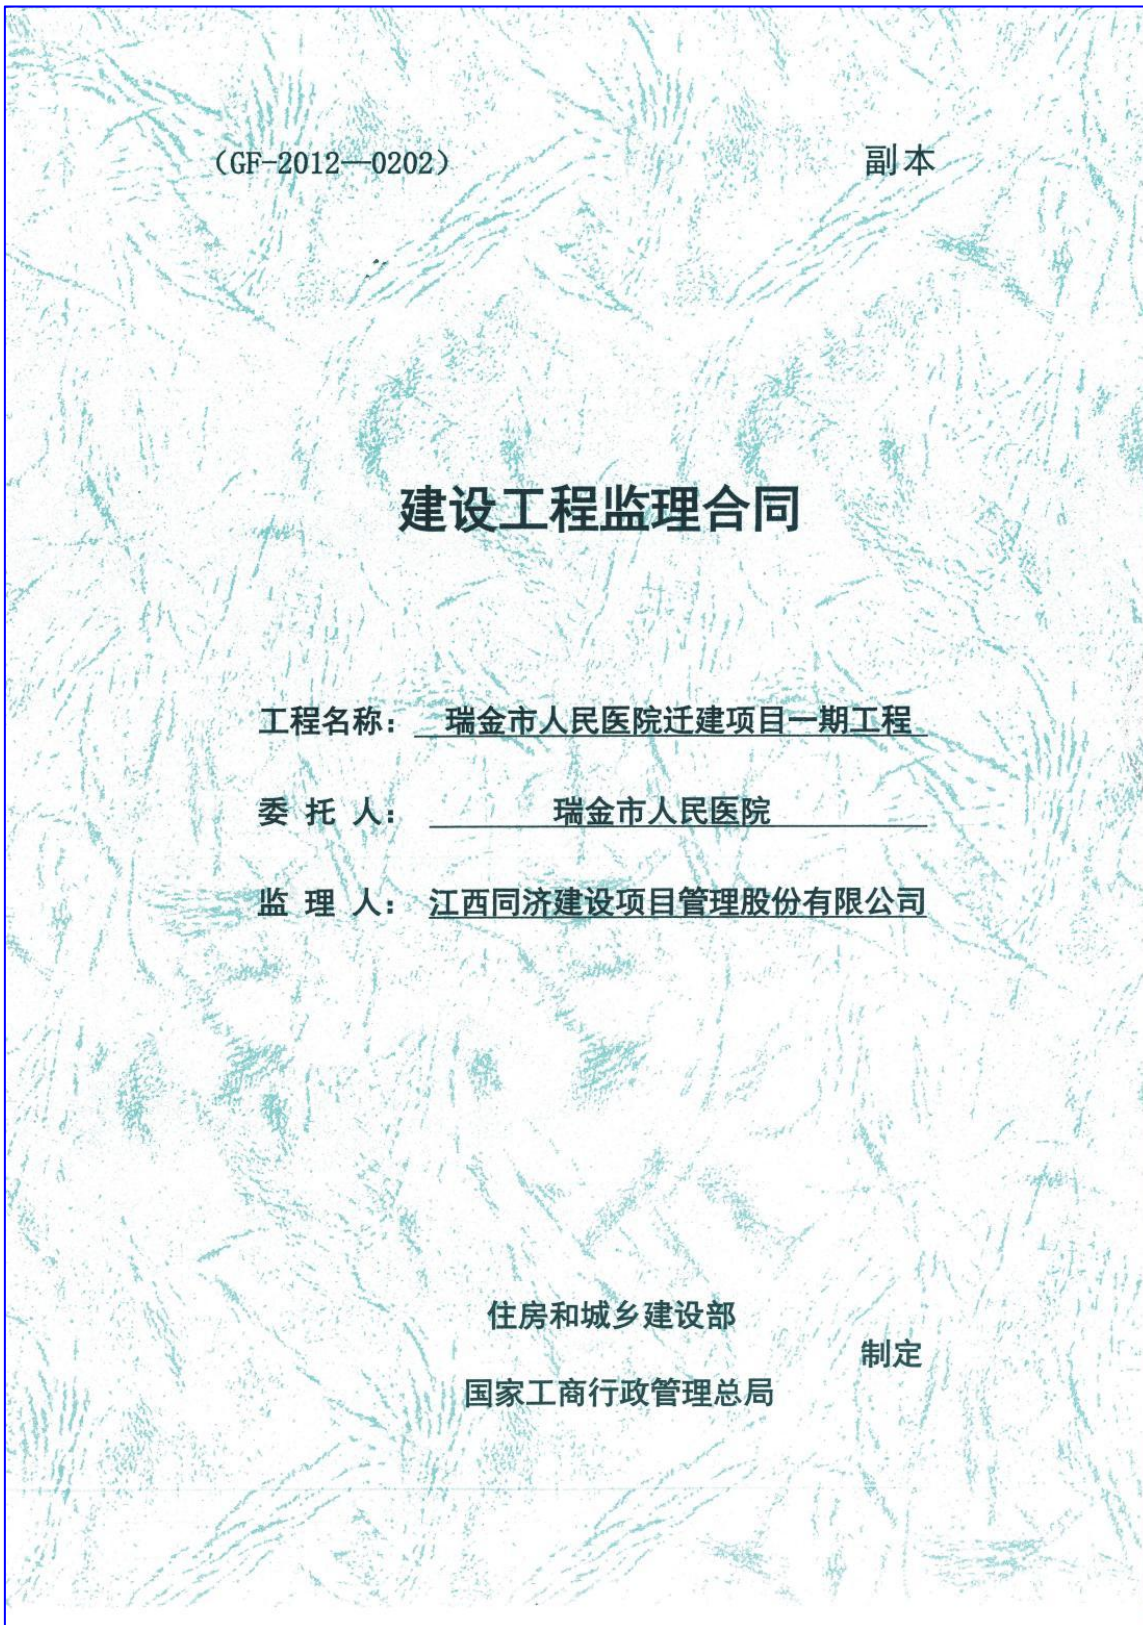 （GF-2012—0202） 副本
建设工程监理合同
工程名称： 瑞金市人民医院迁建项目一期工程
委 托 人： 瑞金市人民医院
监 理 人： 江西同济建设项目管理股份有限公司
住房和城乡建设部
制定
国家工商行政管理总局